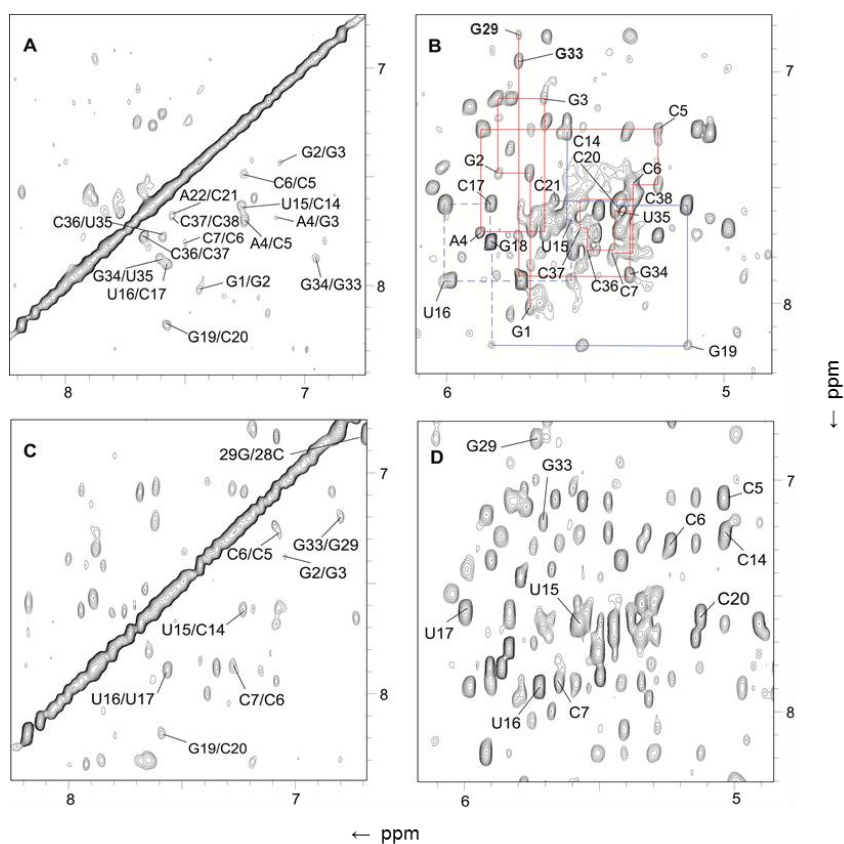 A
7
G2/G3
C6/C5
A22/C21
U15/C14
C36/U35
C37/C38
A4/G3
C7/C6
A4/C5
C36/C37
G34/U35
G34/G33
U16/C17
G1/G2
8
G19/C20
8
7
B
G29
G33
7
G3
C5
C14
C20
G2
C6
C17
C21
C38
U35
A4
G18
U15
C37
G34
C36
C7
U16
8
G1
G19
6
5
← ppm
C
29G/28C
7
G33/G29
C6/C5
G2/G3
U15/C14
U16/U17
C7/C6
8
G19/C20
8
7
D
G29
G33
7
C5
C6
C14
U15
C20
U17
U16
C7
8
6
5
← ppm